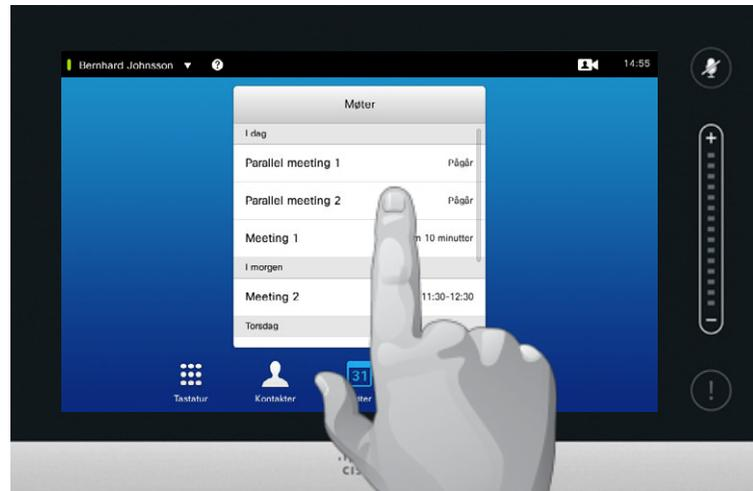 Bernhard Johnsson ▼ ? 14:55
Møter
I dag
Parallel meeting 1 Pågår
Parallel meeting 2 Pågår
Meeting 1 10 minutter
I morgen
Meeting 2 11:30-12:30
Torsdag
Tastatur Kontakter 31
+
−
!